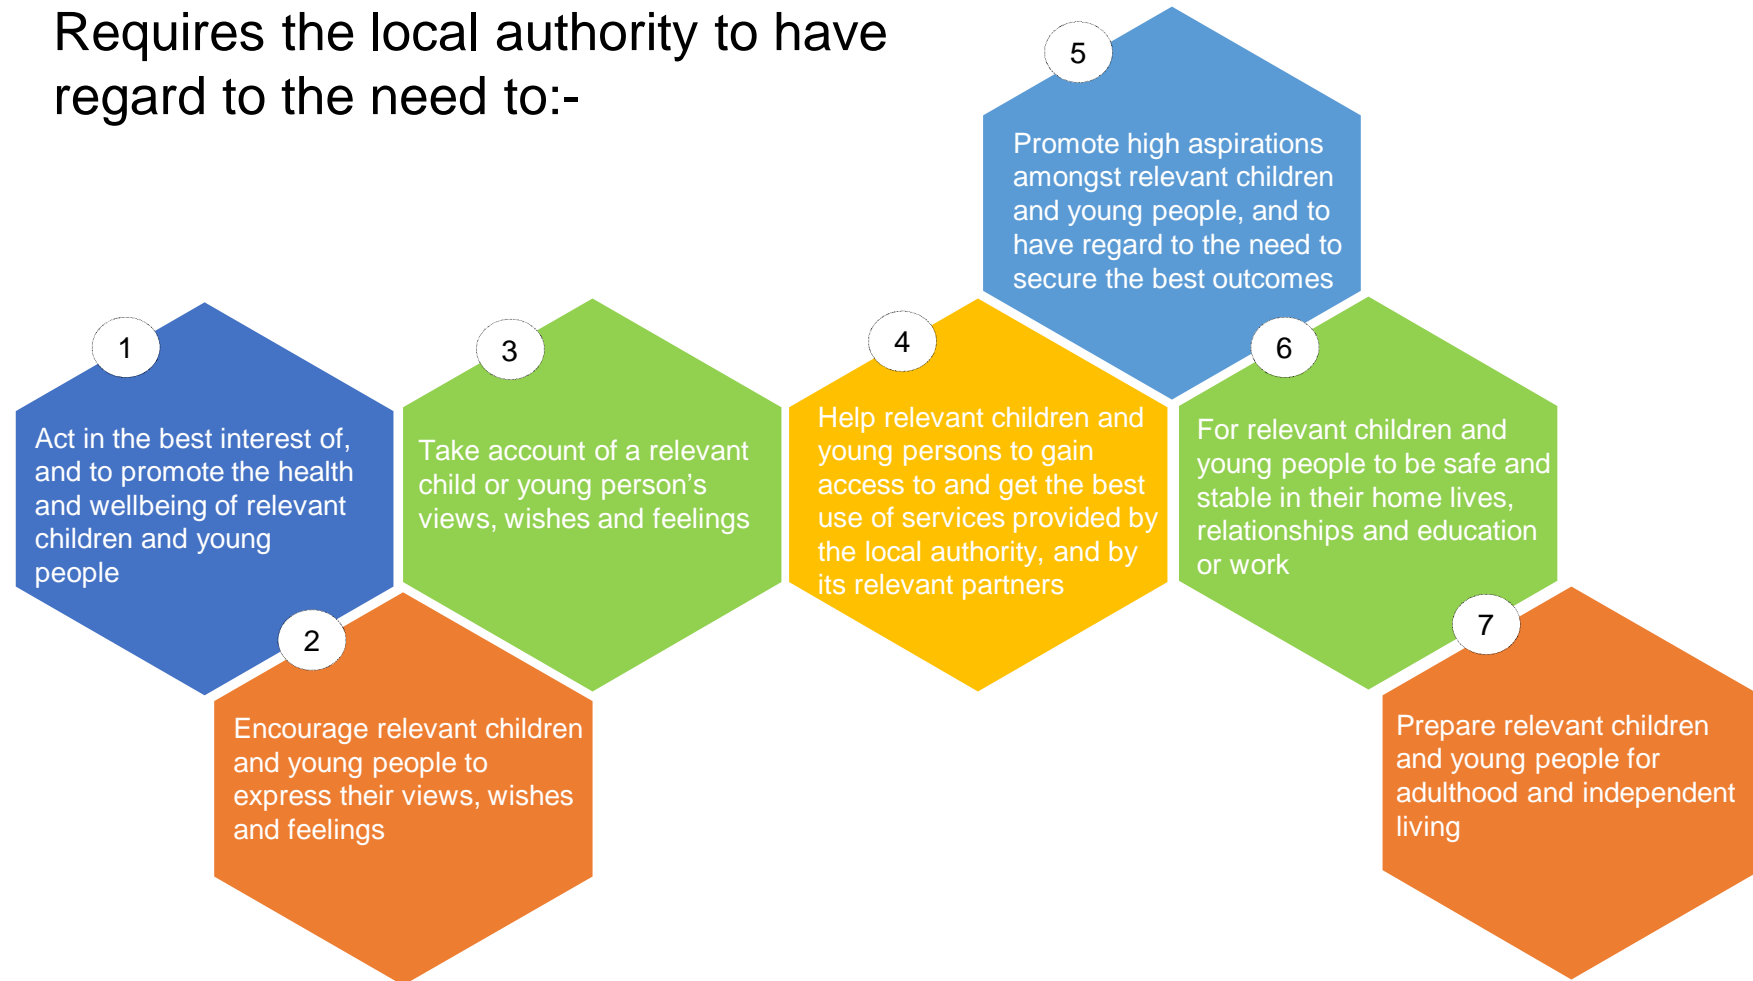 Requires the local authority to have
regard to the need to:-
1
Act in the best interest of,
and to promote the health
and wellbeing of relevant
children and young
people
2
Encourage relevant children
and young people to
express their views, wishes
and feelings
3
Take account of a relevant
child or young person’s
views, wishes and feelings
4
Help relevant children and
young persons to gain
access to and get the best
use of services provided by
the local authority, and by
its relevant partners
5
Promote high aspirations
amongst relevant children
and young people, and to
have regard to the need to
secure the best outcomes
6
For relevant children and
young people to be safe and
stable in their home lives,
relationships and education
or work
7
Prepare relevant children
and young people for
adulthood and independent
living